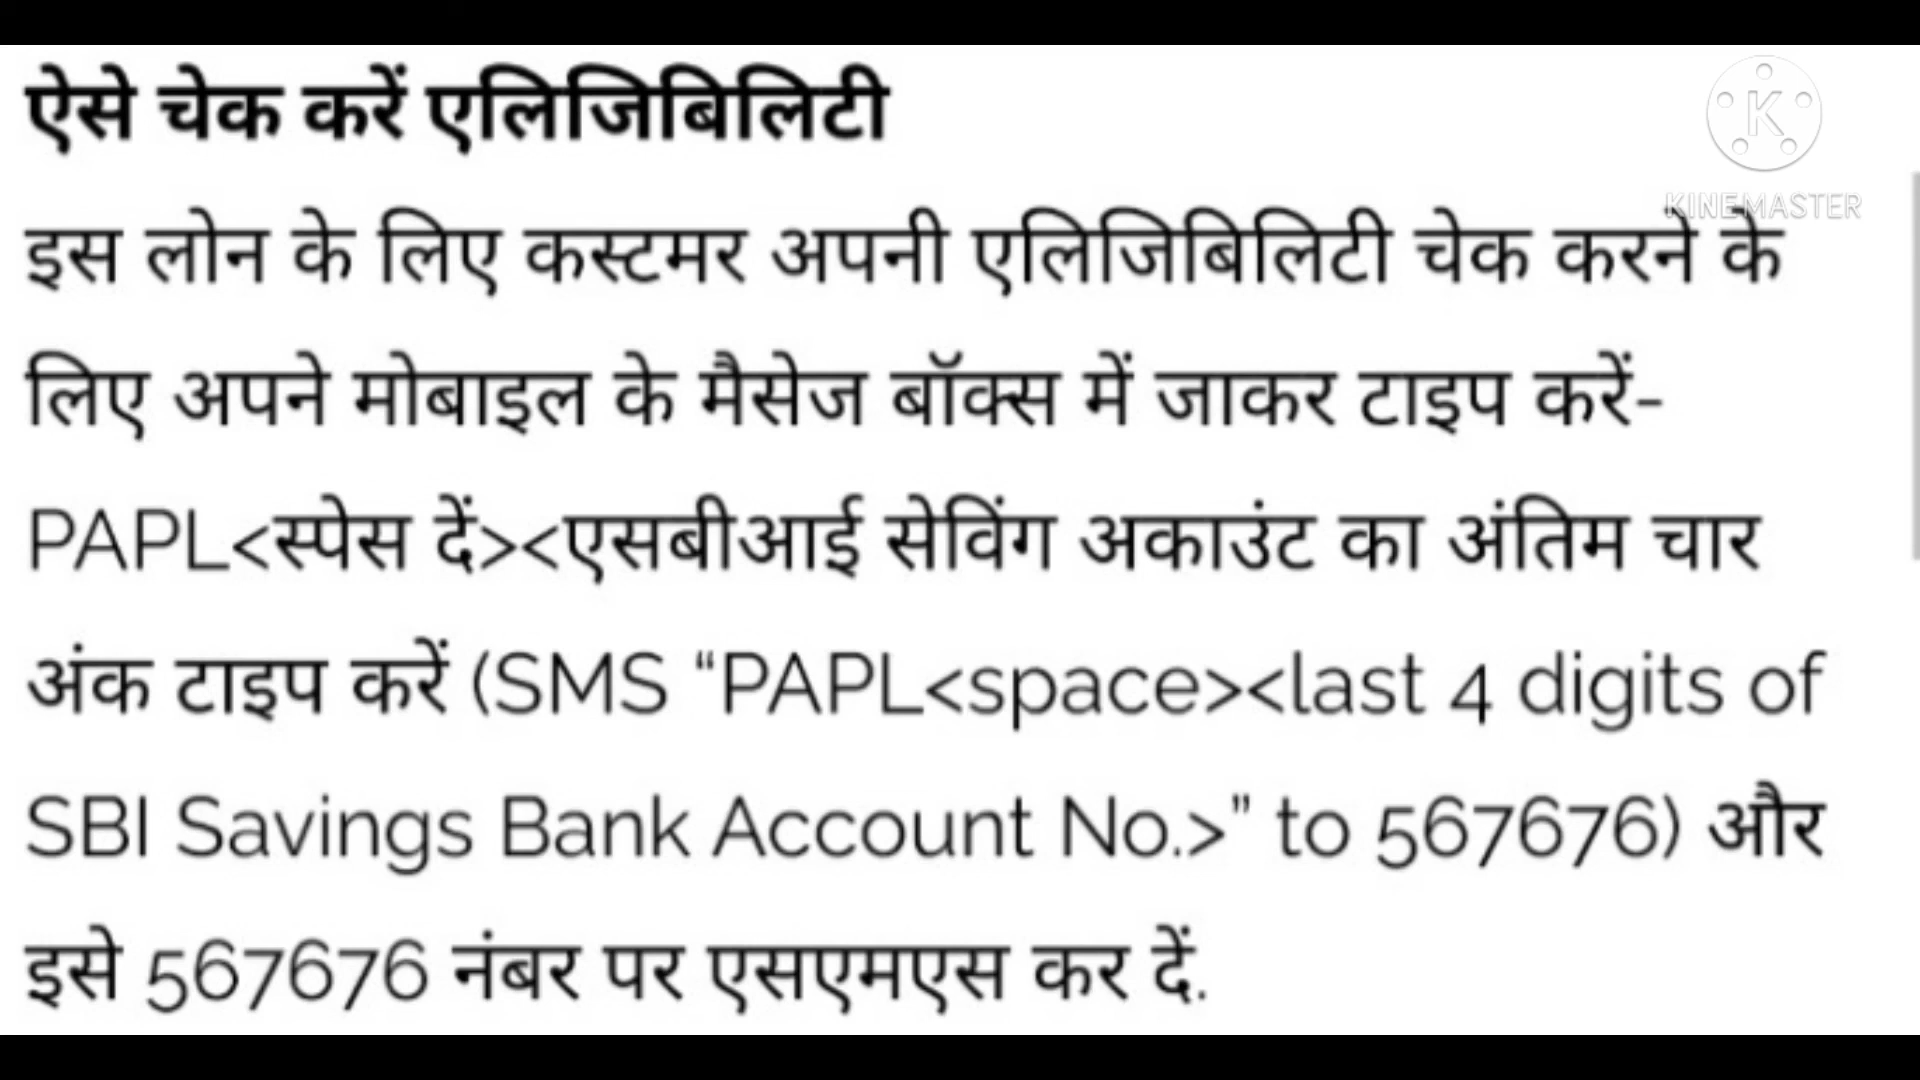 ऐसे चेक करें एलिजिबिलिटी
KINEMASTER
इस लोन के लिए कस्टमर अपनी एलिजिबिलिटी चेक करने के
लिए अपने मोबाइल के मैसेज बॉक्स में जाकर टाइप करें-
PAPL<स्पेस दें><एसबीआई सेविंग अकाउंट का अंतिम चार
अंक टाइप करें (SMS “PAPL<space><last 4 digits of
SBI Savings Bank Account No.>” to 567676) और
इसे 567676 नंबर पर एसएमएस कर दें.